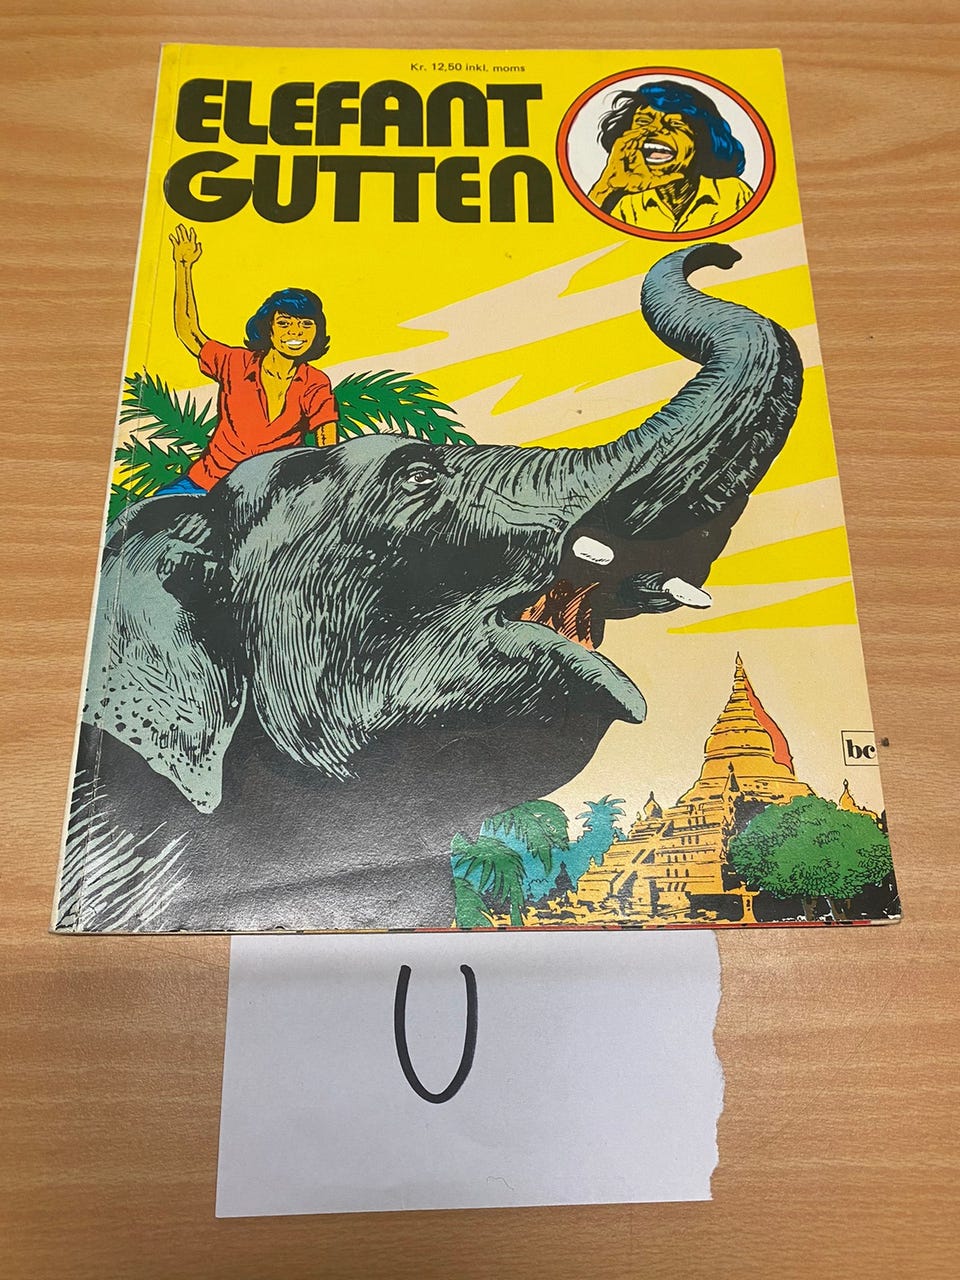 Kr. 12,50 inkl. moms
ELEFANT
GUTTEN
bc
U